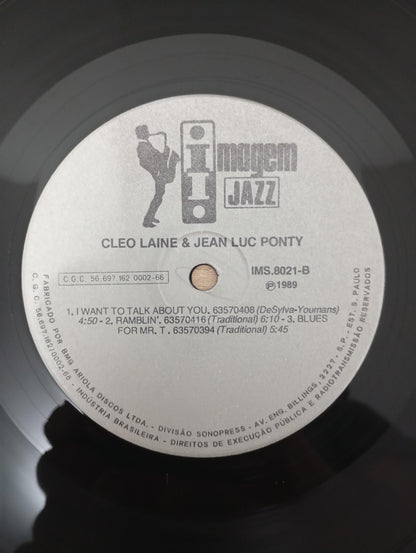 imagem
JAZZ
CLEO LAINE & JEAN LUC PONTY
C.G.C. 56.697.162 0002-66
IMS.8021-B
℗1989
1. I WANT TO TALK ABOUT YOU. 63570408 (DeSylva-Youmans)
4:50 - 2. RAMBLIN'. 63570416 (Traditional) 6:10 - 3. BLUES
FOR MR. T . 63570394 (Traditional) 5:45
FABRICADO POR BMG ARIOLA DISCOS LTDA. - DIVISÃO SONOPRESS - AV. ENG. BILLINGS, 2227 - S.P. - EST. S. PAULO
C.G.C. 56.697.162/0002-66 - INDÚSTRIA BRASILEIRA - DIREITOS DE EXECUÇÃO PÚBLICA E RADIOTRANSMISSÃO RESERVADOS